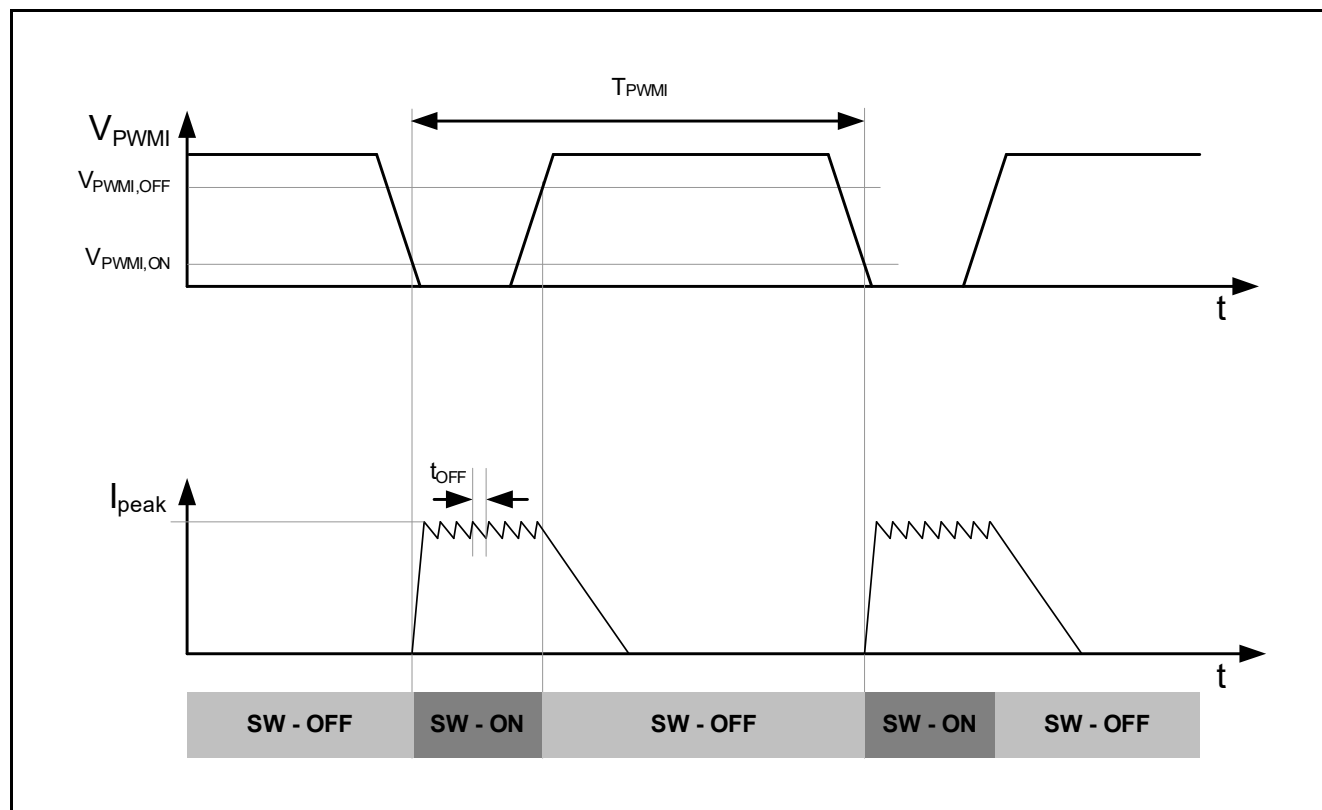 TPWMI
VPWMI
VPWMI,OFF
VPWMI,ON
t
tOFF
Ipeak
t
SW - OFF SW - ON SW - OFF SW - ON SW - OFF